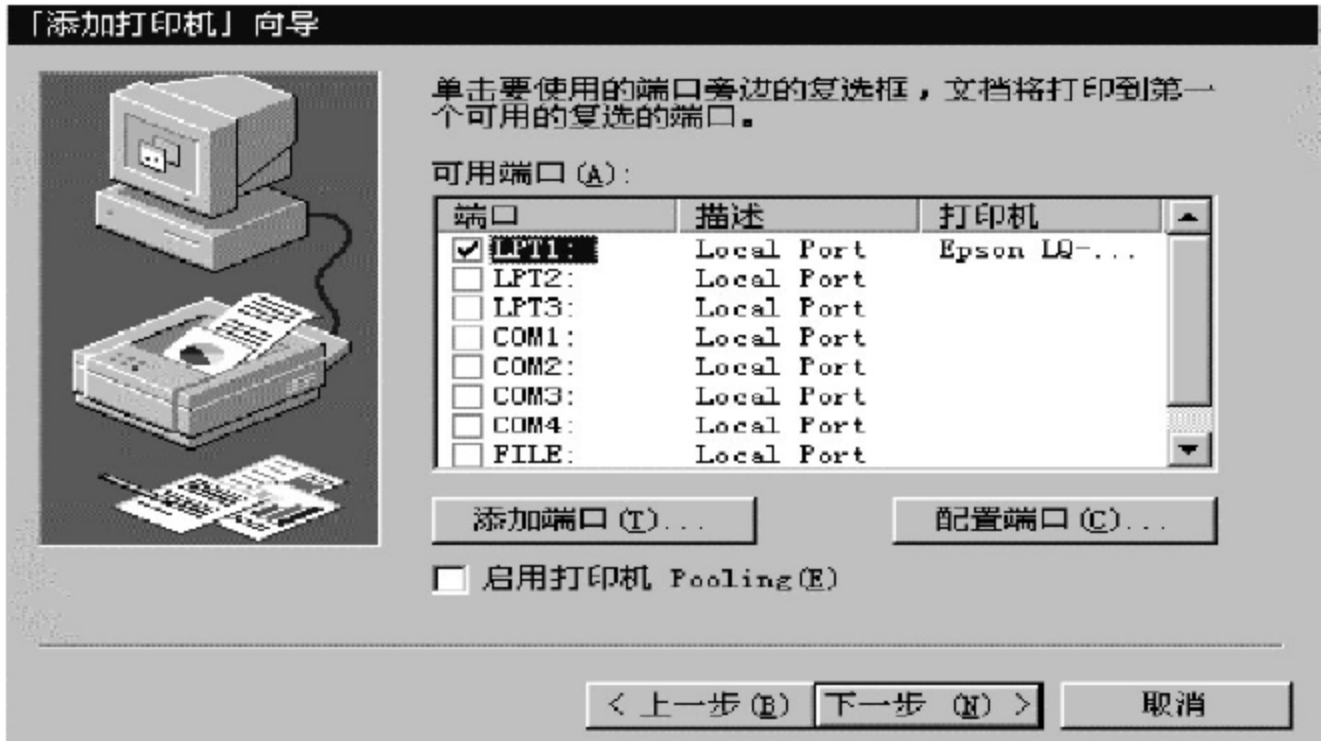 「添加打印机」向导
单击要使用的端口旁边的复选框，文档将打印到第一
个可用的复选的端口。
可用端口(A):
端口 描述 打印机
LPT1: Local Port Epson LQ-...
LPT2: Local Port
LPT3: Local Port
COM1: Local Port
COM2: Local Port
COM3: Local Port
COM4: Local Port
FILE: Local Port
添加端口(T)... 配置端口(C)...
启用打印机 Pooling(E)
< 上一步(B) 下一步 (N) > 取消